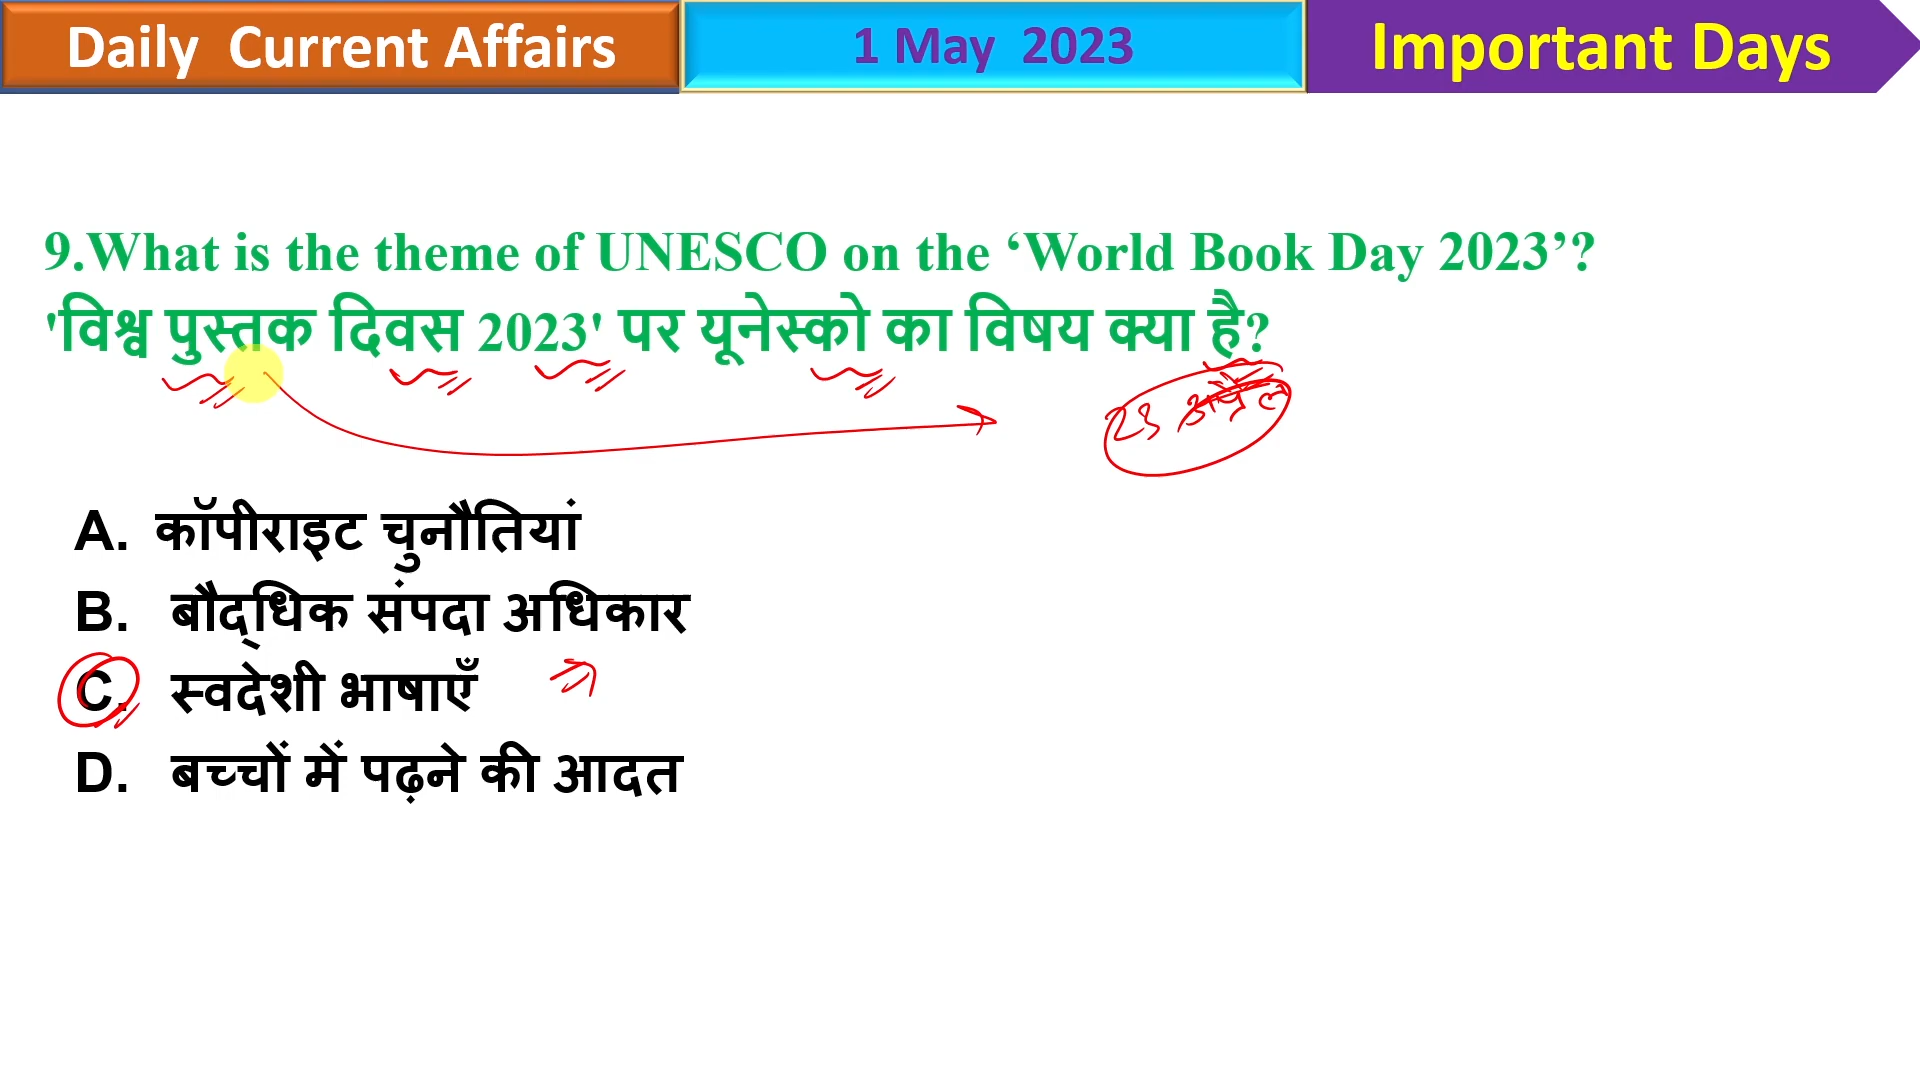 Daily Current Affairs
1 May 2023
Important Days
9.What is the theme of UNESCO on the ‘World Book Day 2023’?
'विश्व पुस्तक दिवस 2023' पर यूनेस्को का विषय क्या है?
23 अप्रैल
A. कॉपीराइट चुनौतियां
B. बौद्धिक संपदा अधिकार
C. स्वदेशी भाषाएँ
D. बच्चों में पढ़ने की आदत